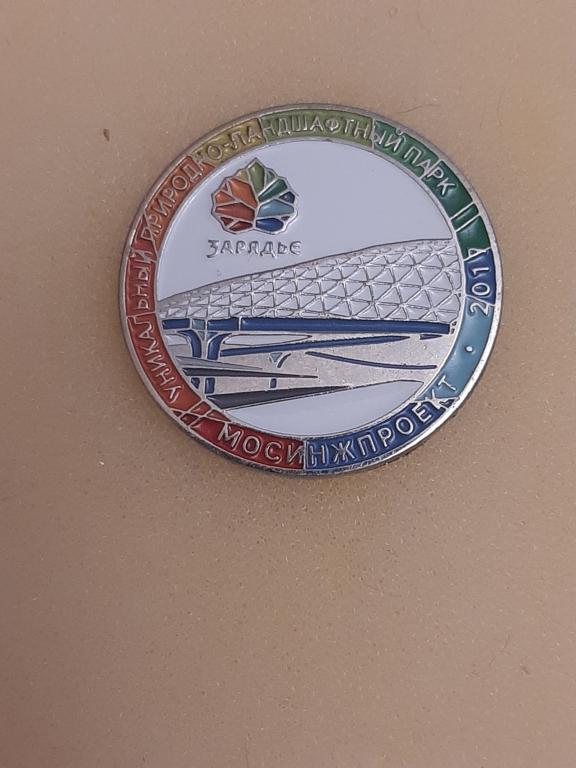 УНИКАЛЬНЫЙ ПРИРОДНО-ЛАНДШАФТНЫЙ ПАРК
ЗАРЯДЬЕ
МОСИНЖПРОЕКТ · 2017